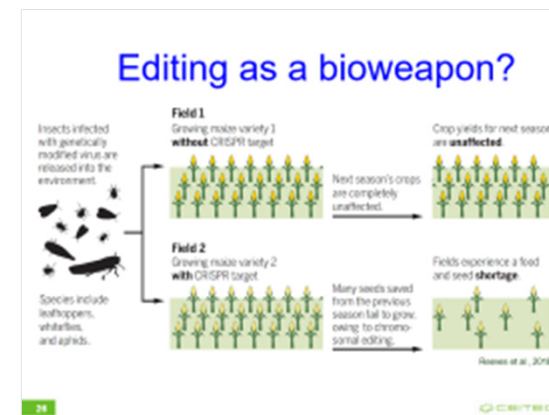 Editing as a bioweapon?
Insects infected
with genetically
modified virus are
released into the
environment.
Species include
leafhoppers,
whiteflies,
and aphids.
Field 1
Growing maize variety 1
without CRISPR target
Next season's crops
are completely
unaffected.
Crop yields for next season
are unaffected.
Field 2
Growing maize variety 2
with CRISPR target
Many seeds saved
from the previous
season fail to grow,
owing to chromo-
somal editing.
Fields experience a food
and seed shortage.
Reeves et al., 2018
26
CEITEC